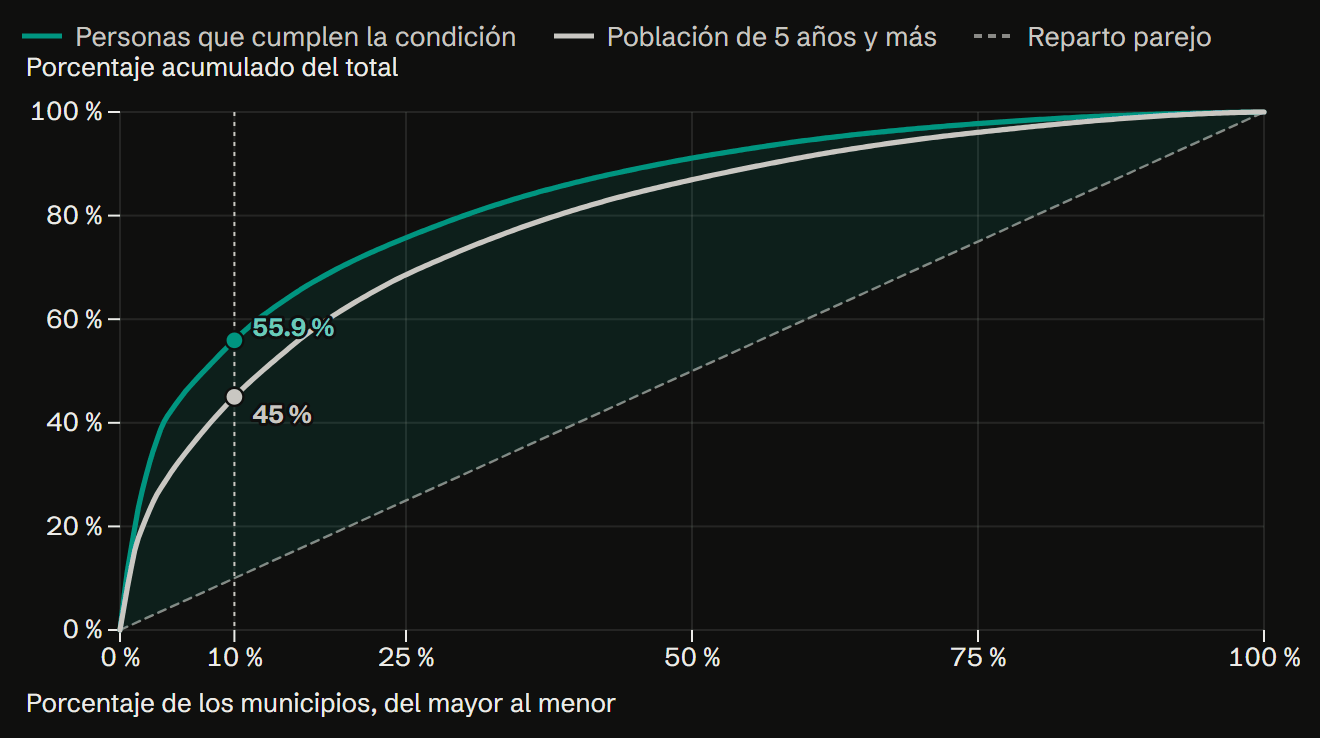 Personas que cumplen la condición Población de 5 años y más Reparto parejo
Porcentaje acumulado del total
100 %
80 %
60 %
55.9 %
45 %
40 %
20 %
0 %
0 % 10 % 25 % 50 % 75 % 100 %
Porcentaje de los municipios, del mayor al menor